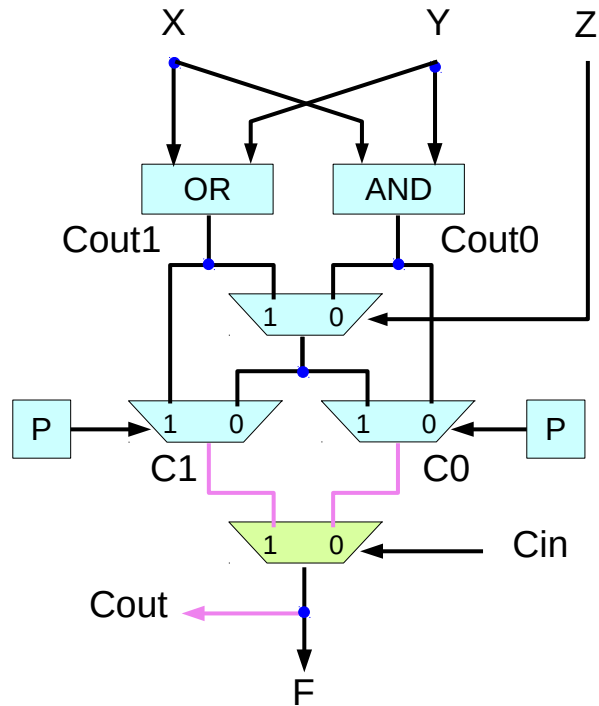 X Y Z
OR AND
Cout1 Cout0
1 0
P 1 0 1 0 P
C1 C0
1 0
Cin
Cout
F